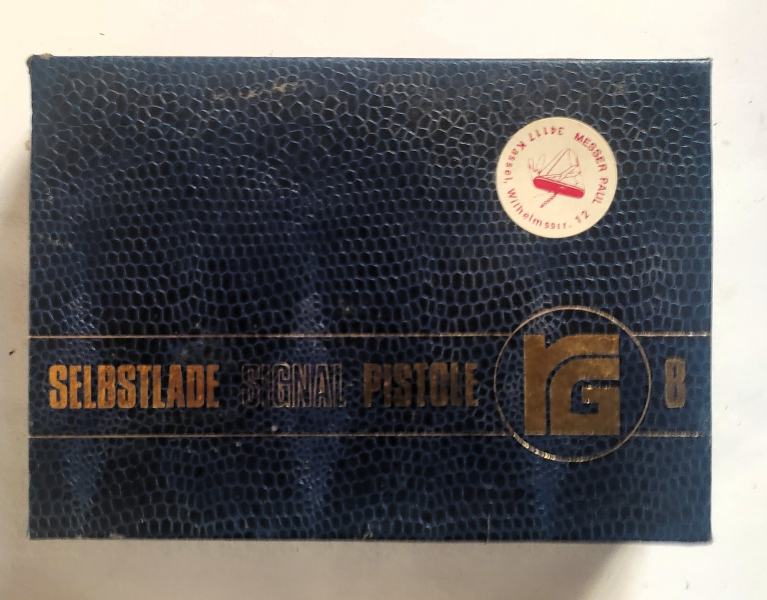 MESSER PAUL
34117 Kassel, Wilhelmsstr. 12
SELBSTLADE SIGNAL PISTOLE rG 8